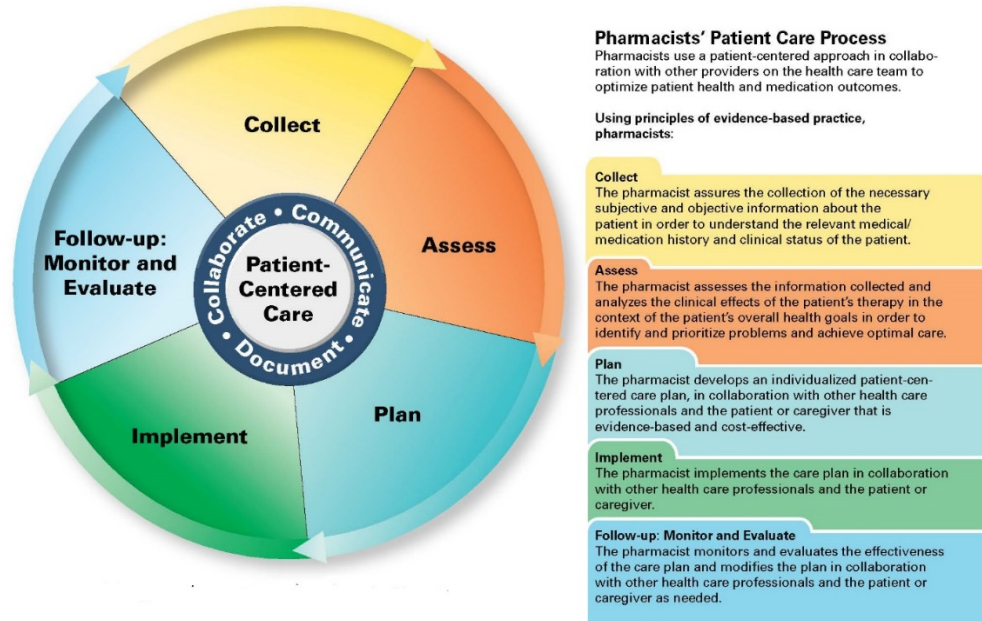 Collect
Assess
Plan
Implement
Follow-up:
Monitor and
Evaluate
Collaborate • Communicate • Document •
Patient-
Centered
Care
Pharmacists’ Patient Care Process
Pharmacists use a patient-centered approach in collabo-
ration with other providers on the health care team to
optimize patient health and medication outcomes.
Using principles of evidence-based practice,
pharmacists:
Collect
The pharmacist assures the collection of the necessary
subjective and objective information about the
patient in order to understand the relevant medical/
medication history and clinical status of the patient.
Assess
The pharmacist assesses the information collected and
analyzes the clinical effects of the patient’s therapy in the
context of the patient’s overall health goals in order to
identify and prioritize problems and achieve optimal care.
Plan
The pharmacist develops an individualized patient-cen-
tered care plan, in collaboration with other health care
professionals and the patient or caregiver that is
evidence-based and cost-effective.
Implement
The pharmacist implements the care plan in collaboration
with other health care professionals and the patient or
caregiver.
Follow-up: Monitor and Evaluate
The pharmacist monitors and evaluates the effectiveness
of the care plan and modifies the plan in collaboration
with other health care professionals and the patient or
caregiver as needed.